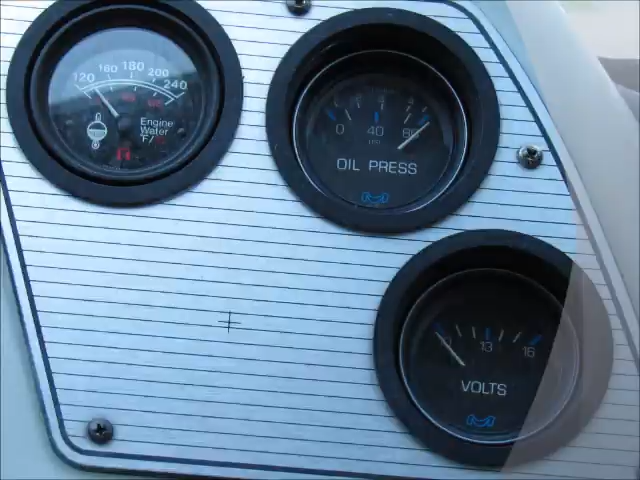 120 160 180 200 240
Engine
Water
°F/°C
0 40 80
OIL PRESS
13 16
VOLTS